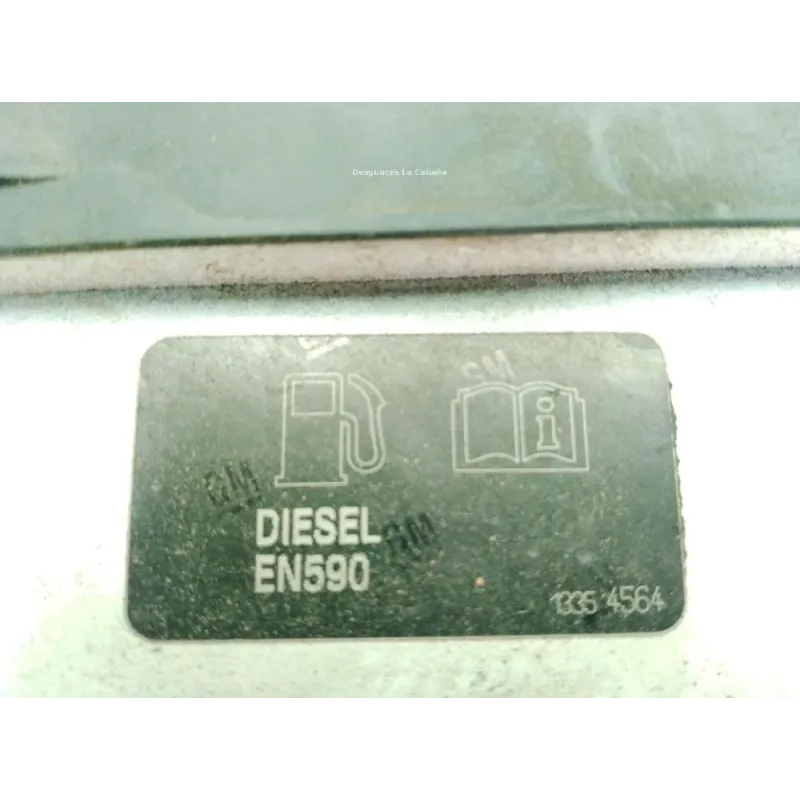 Desguaces La Cabaña
GM
GM
DIESEL
GM
EN590
1335 4564